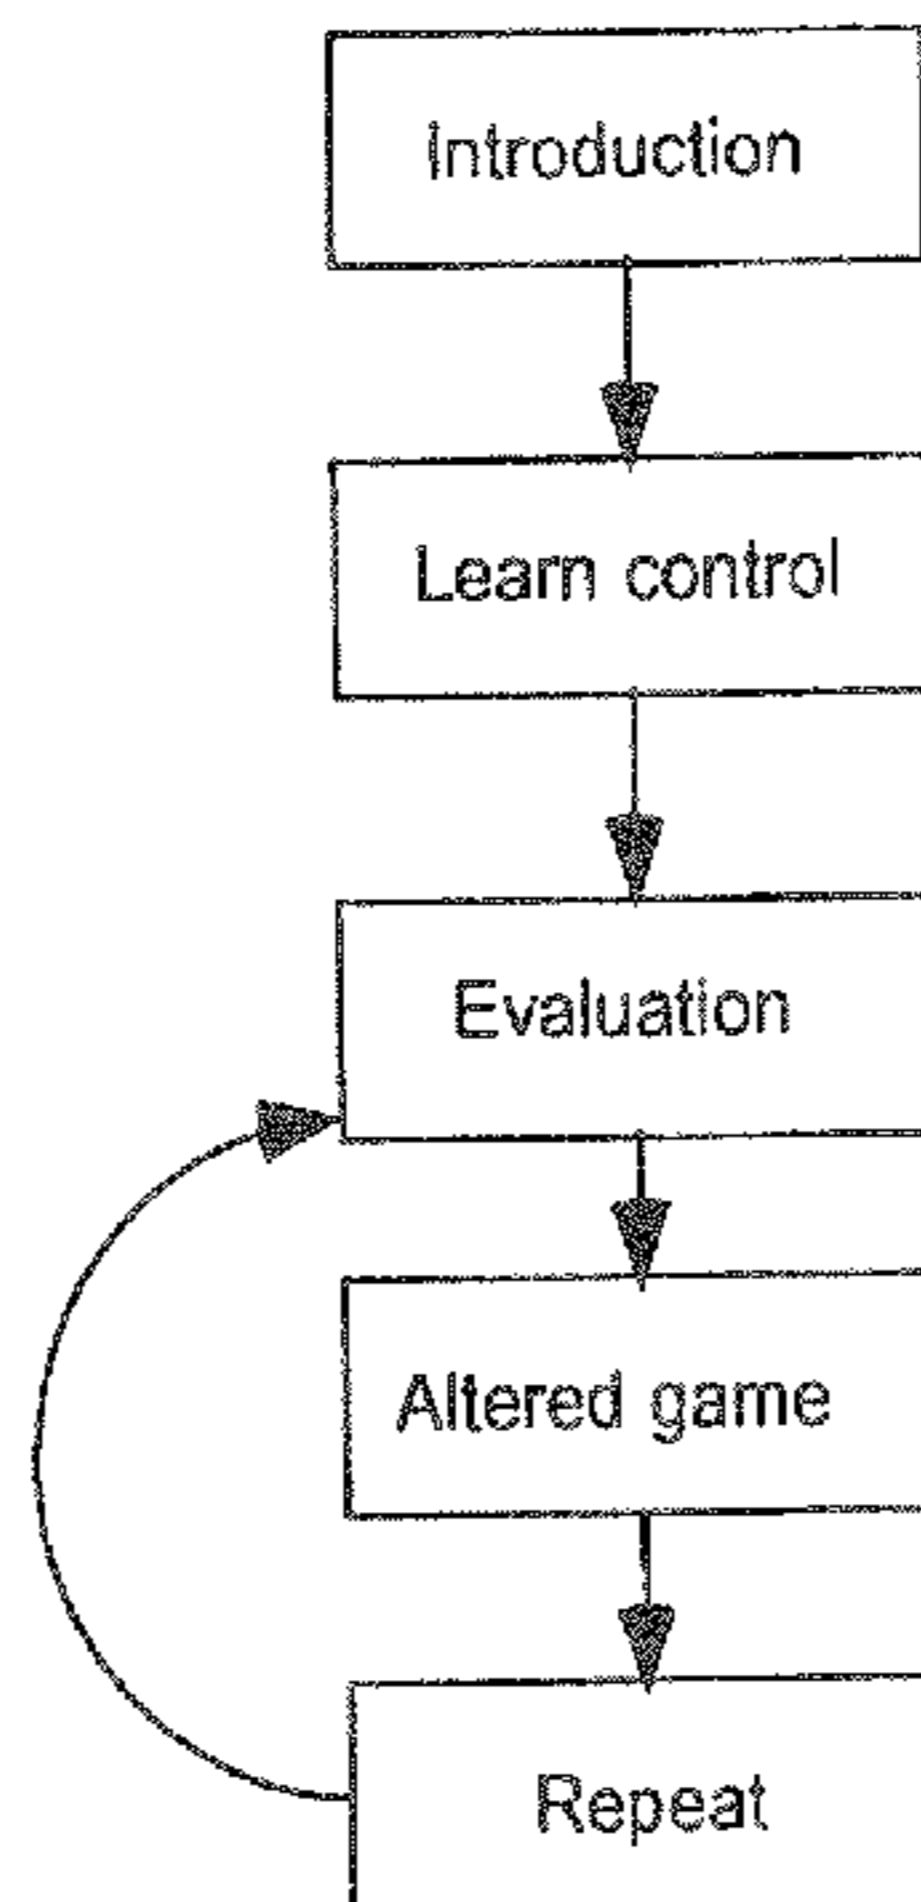 Introduction
Learn control
Evaluation
Altered game
Repeat